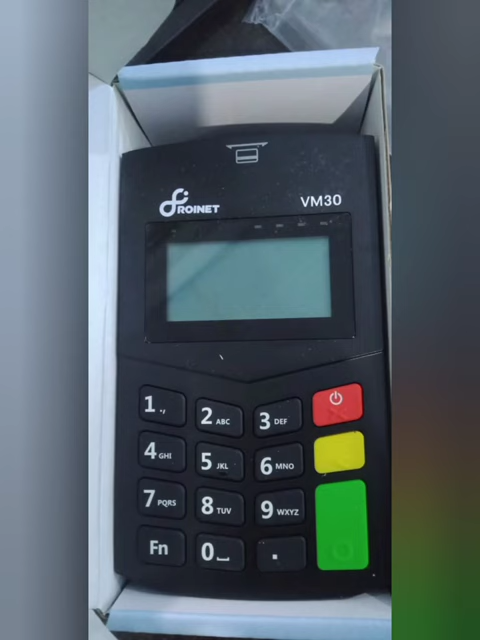 ROINET
VM30
1 .,
2 ABC
3 DEF
4 GHI
5 JKL
6 MNO
7 PQRS
8 TUV
9 WXYZ
Fn
0
.